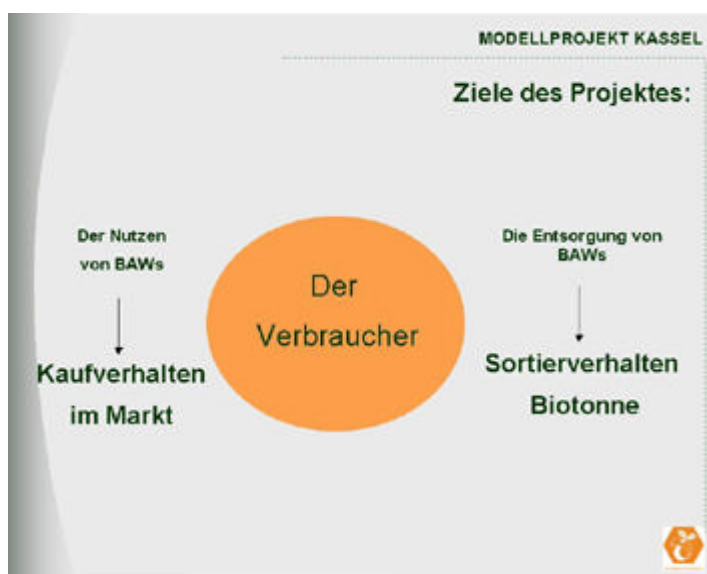 MODELLPROJEKT KASSEL
Ziele des Projektes:
Der Nutzen
von BAWs
Kaufverhalten
im Markt
Der
Verbraucher
Die Entsorgung von
BAWs
Sortierverhalten
Biotonne